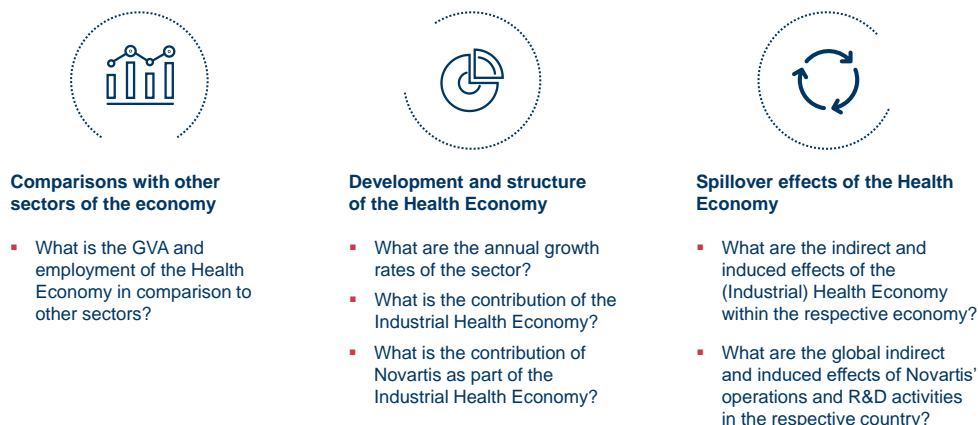 Comparisons with other
sectors of the economy
▪ What is the GVA and
employment of the Health
Economy in comparison to
other sectors?
Development and structure
of the Health Economy
▪ What are the annual growth
rates of the sector?
▪ What is the contribution of the
Industrial Health Economy?
▪ What is the contribution of
Novartis as part of the
Industrial Health Economy?
Spillover effects of the Health
Economy
▪ What are the indirect and
induced effects of the
(Industrial) Health Economy
within the respective economy?
▪ What are the global indirect
and induced effects of Novartis’
operations and R&D activities
in the respective country?